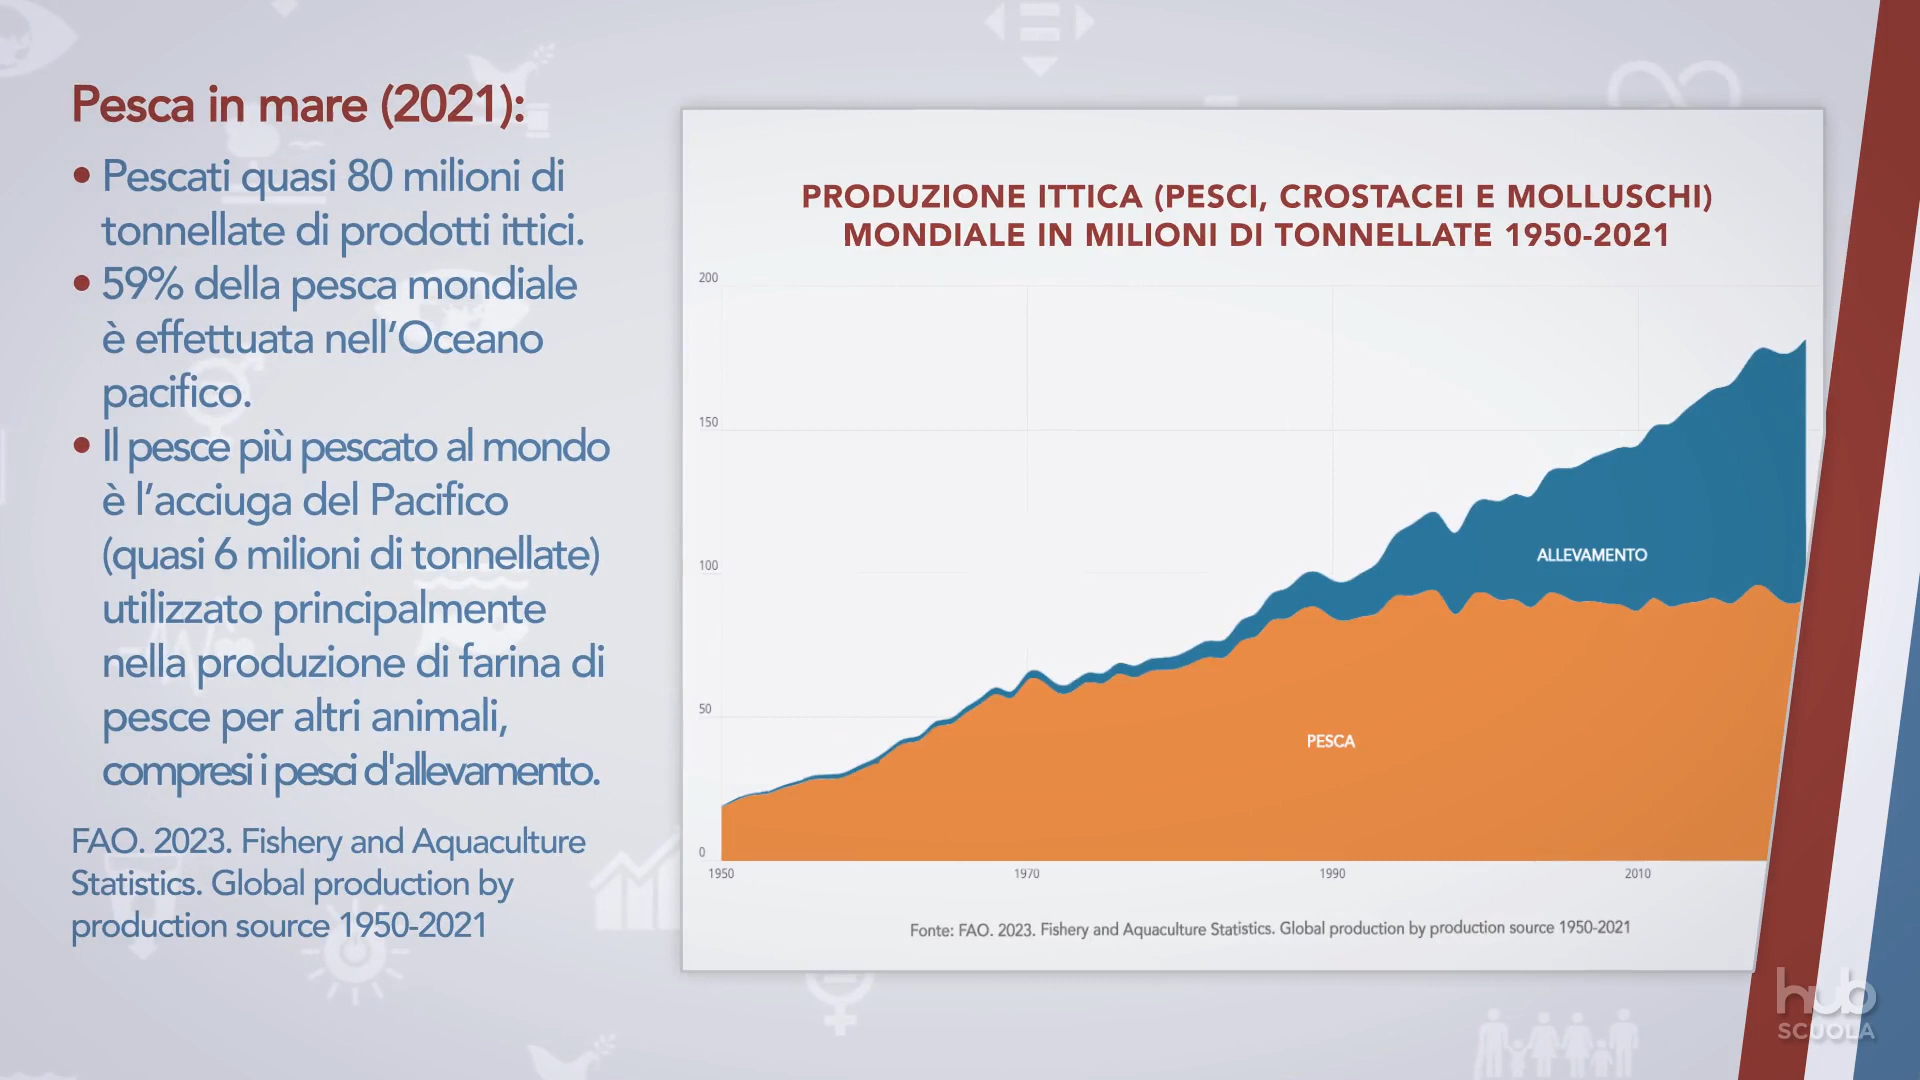 Pesca in mare (2021):
• Pescati quasi 80 milioni di
tonnellate di prodotti ittici.
• 59% della pesca mondiale
è effettuata nell’Oceano
pacifico.
• Il pesce più pescato al mondo
è l’acciuga del Pacifico
(quasi 6 milioni di tonnellate)
utilizzato principalmente
nella produzione di farina di
pesce per altri animali,
compresi i pesci d'allevamento.
FAO. 2023. Fishery and Aquaculture
Statistics. Global production by
production source 1950-2021
PRODUZIONE ITTICA (PESCI, CROSTACEI E MOLLUSCHI)
MONDIALE IN MILIONI DI TONNELLATE 1950-2021
200
150
100
50
0
ALLEVAMENTO
PESCA
1950 1970 1990 2010
Fonte: FAO. 2023. Fishery and Aquaculture Statistics. Global production by production source 1950-2021
hub
SCUOLA